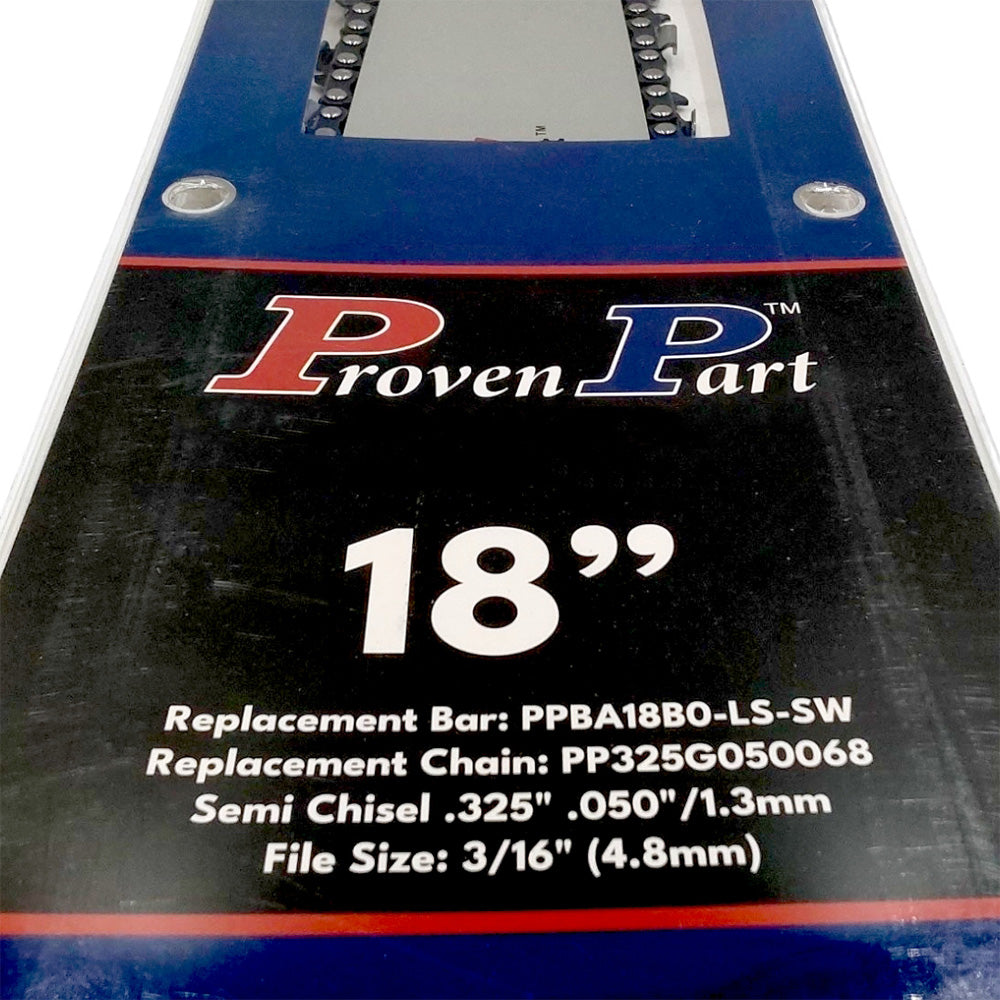 TM
Proven Part™
18”
Replacement Bar: PPBA18B0-LS-SW
Replacement Chain: PP325G050068
Semi Chisel .325" .050"/1.3mm
File Size: 3/16" (4.8mm)